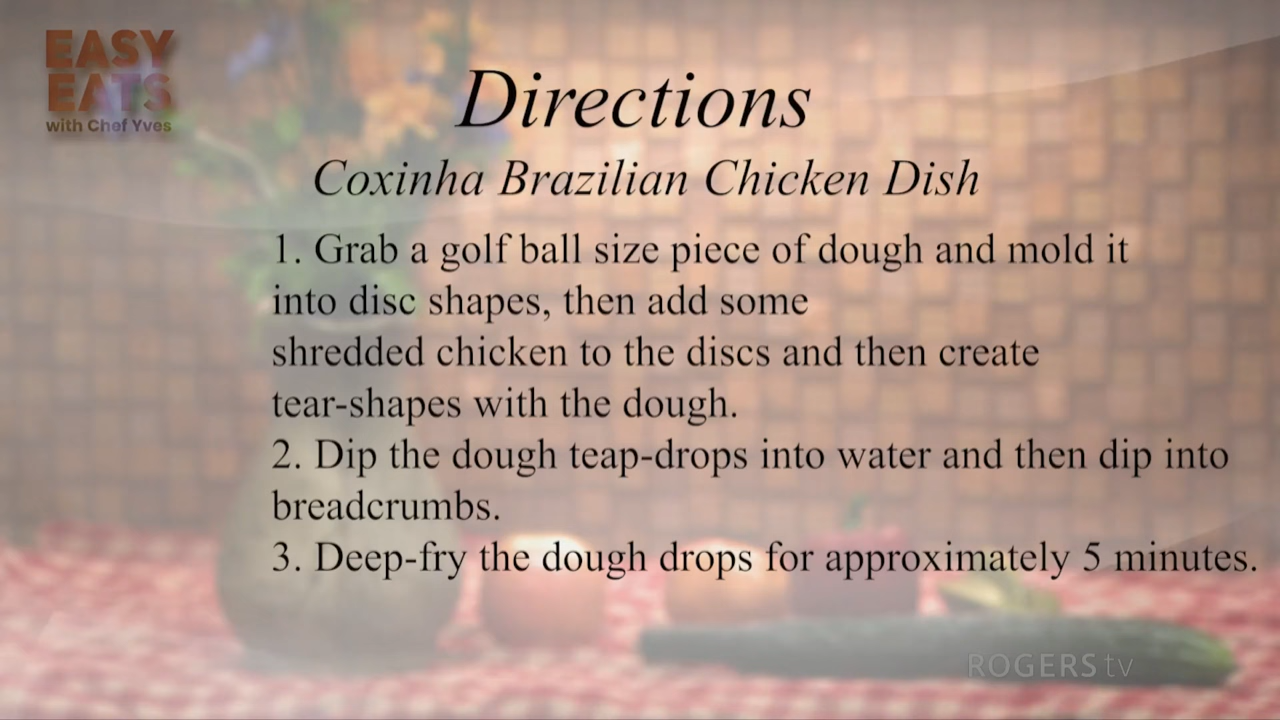 EASY
EATS
with Chef Yves
Directions
Coxinha Brazilian Chicken Dish
1. Grab a golf ball size piece of dough and mold it
into disc shapes, then add some
shredded chicken to the discs and then create
tear-shapes with the dough.
2. Dip the dough teap-drops into water and then dip into
breadcrumbs.
3. Deep-fry the dough drops for approximately 5 minutes.
ROGERS tv